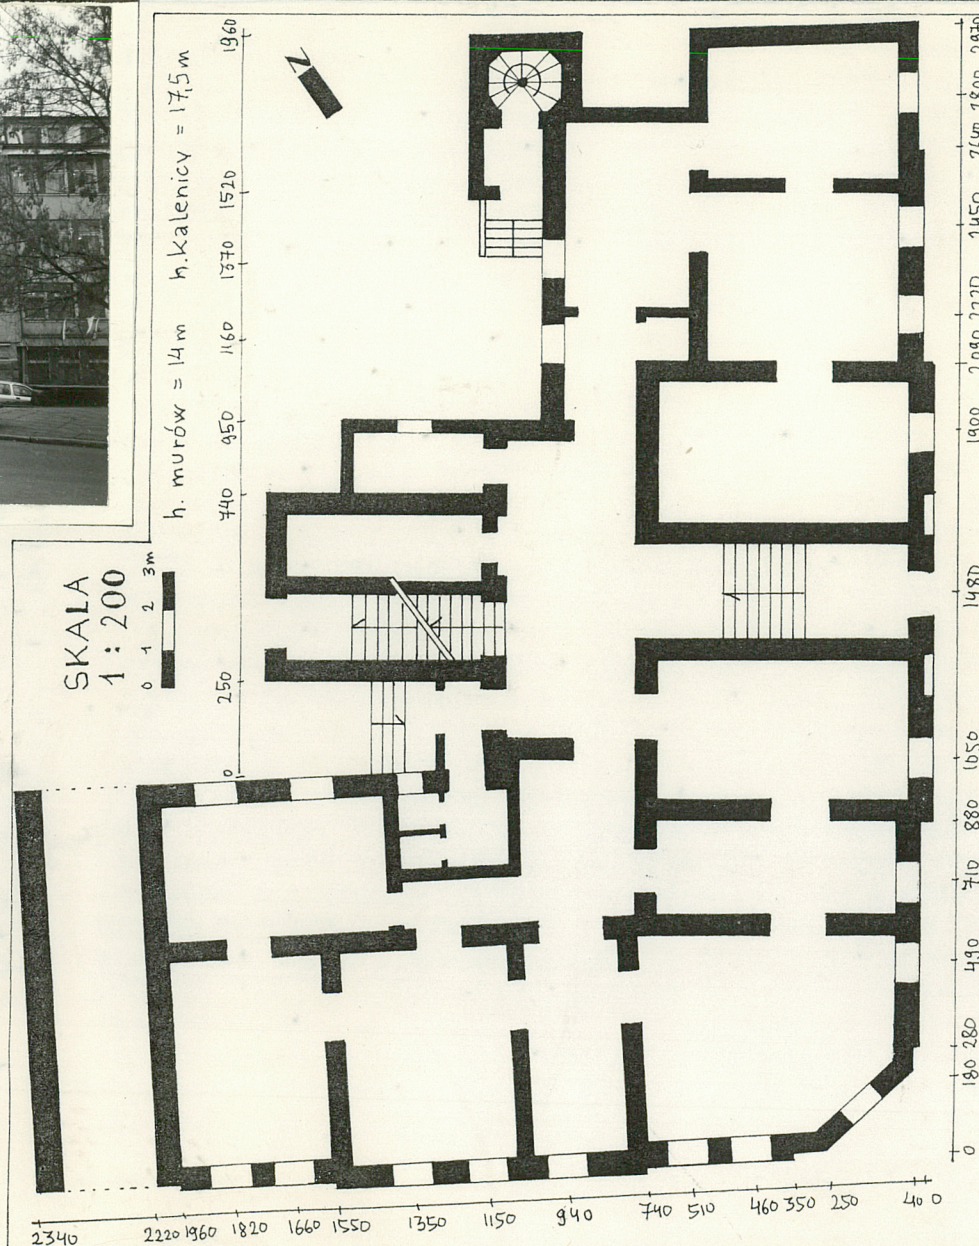 h. murów = 14m h. Kalenicy = 17,5m
N
SKALA
1 : 200
0 1 2 3m
0 250 740 950 1160 1370 1520 1960
0 180 280 490 710 880 1050 1480 1900 2090 2220 2450
2340 2220 1960 1820 1660 1550 1350 1150 940 740 510 460 350 250 40 0